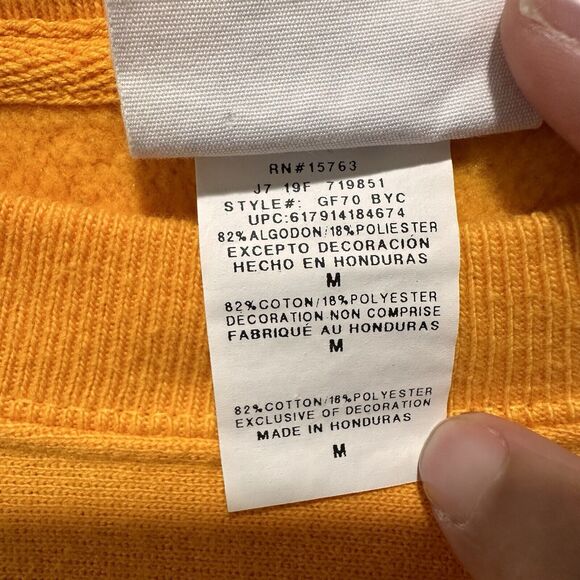 RN#15763
J7 19F 719851
STYLE#: GF70 BYC
UPC:617914184674
82%ALGODON/18%POLIESTER
EXCEPTO DECORACIÓN
HECHO EN HONDURAS
M
82%COTON/18%POLYESTER
DÉCORATION NON COMPRISE
FABRIQUÉ AU HONDURAS
M
82%COTTON/18%POLYESTER
EXCLUSIVE OF DECORATION
MADE IN HONDURAS
M